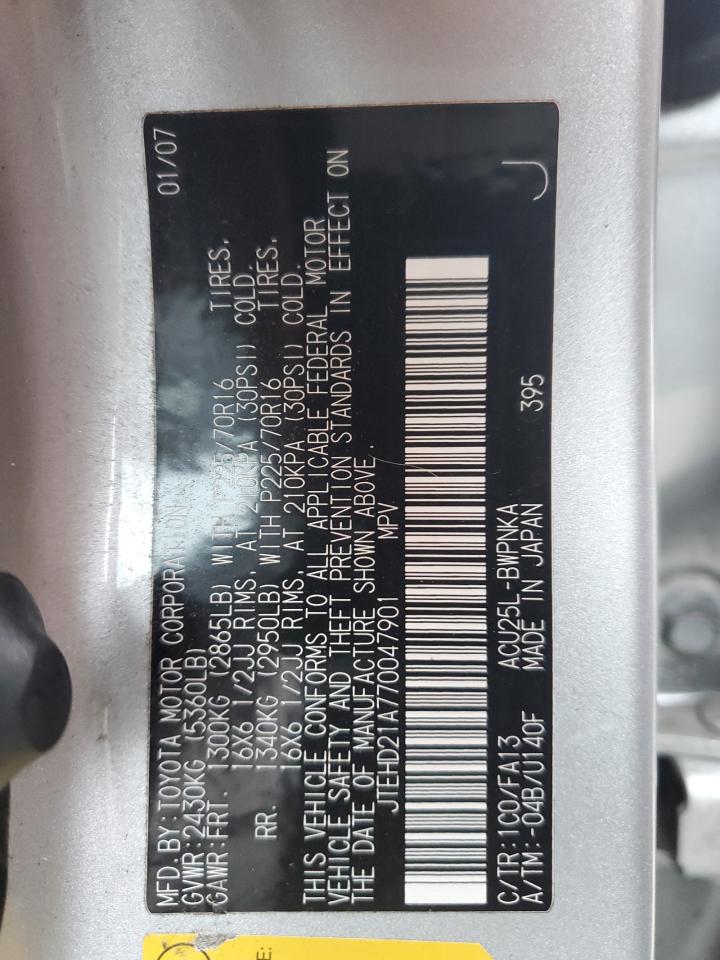 MFD. BY: TOYOTA MOTOR CORPORATION 01/07
GVWR: 2430KG (5360LB)
GAWR: FRT. 1300KG (2865LB) WITH P225/70R16 TIRES,
16X6 1/2JJ RIMS, AT 210KPA (30PSI) COLD.
RR. 1340KG (2950LB) WITH P225/70R16 TIRES,
16X6 1/2JJ RIMS, AT 210KPA (30PSI) COLD.
THIS VEHICLE CONFORMS TO ALL APPLICABLE FEDERAL MOTOR
VEHICLE SAFETY AND THEFT PREVENTION STANDARDS IN EFFECT ON
THE DATE OF MANUFACTURE SHOWN ABOVE.
JTEHD21A770047901 MPV
C/TR: 1C0/FA13 ACU25L-BWPNKA 395
A/TM: -04B/U140F MADE IN JAPAN
J
E: